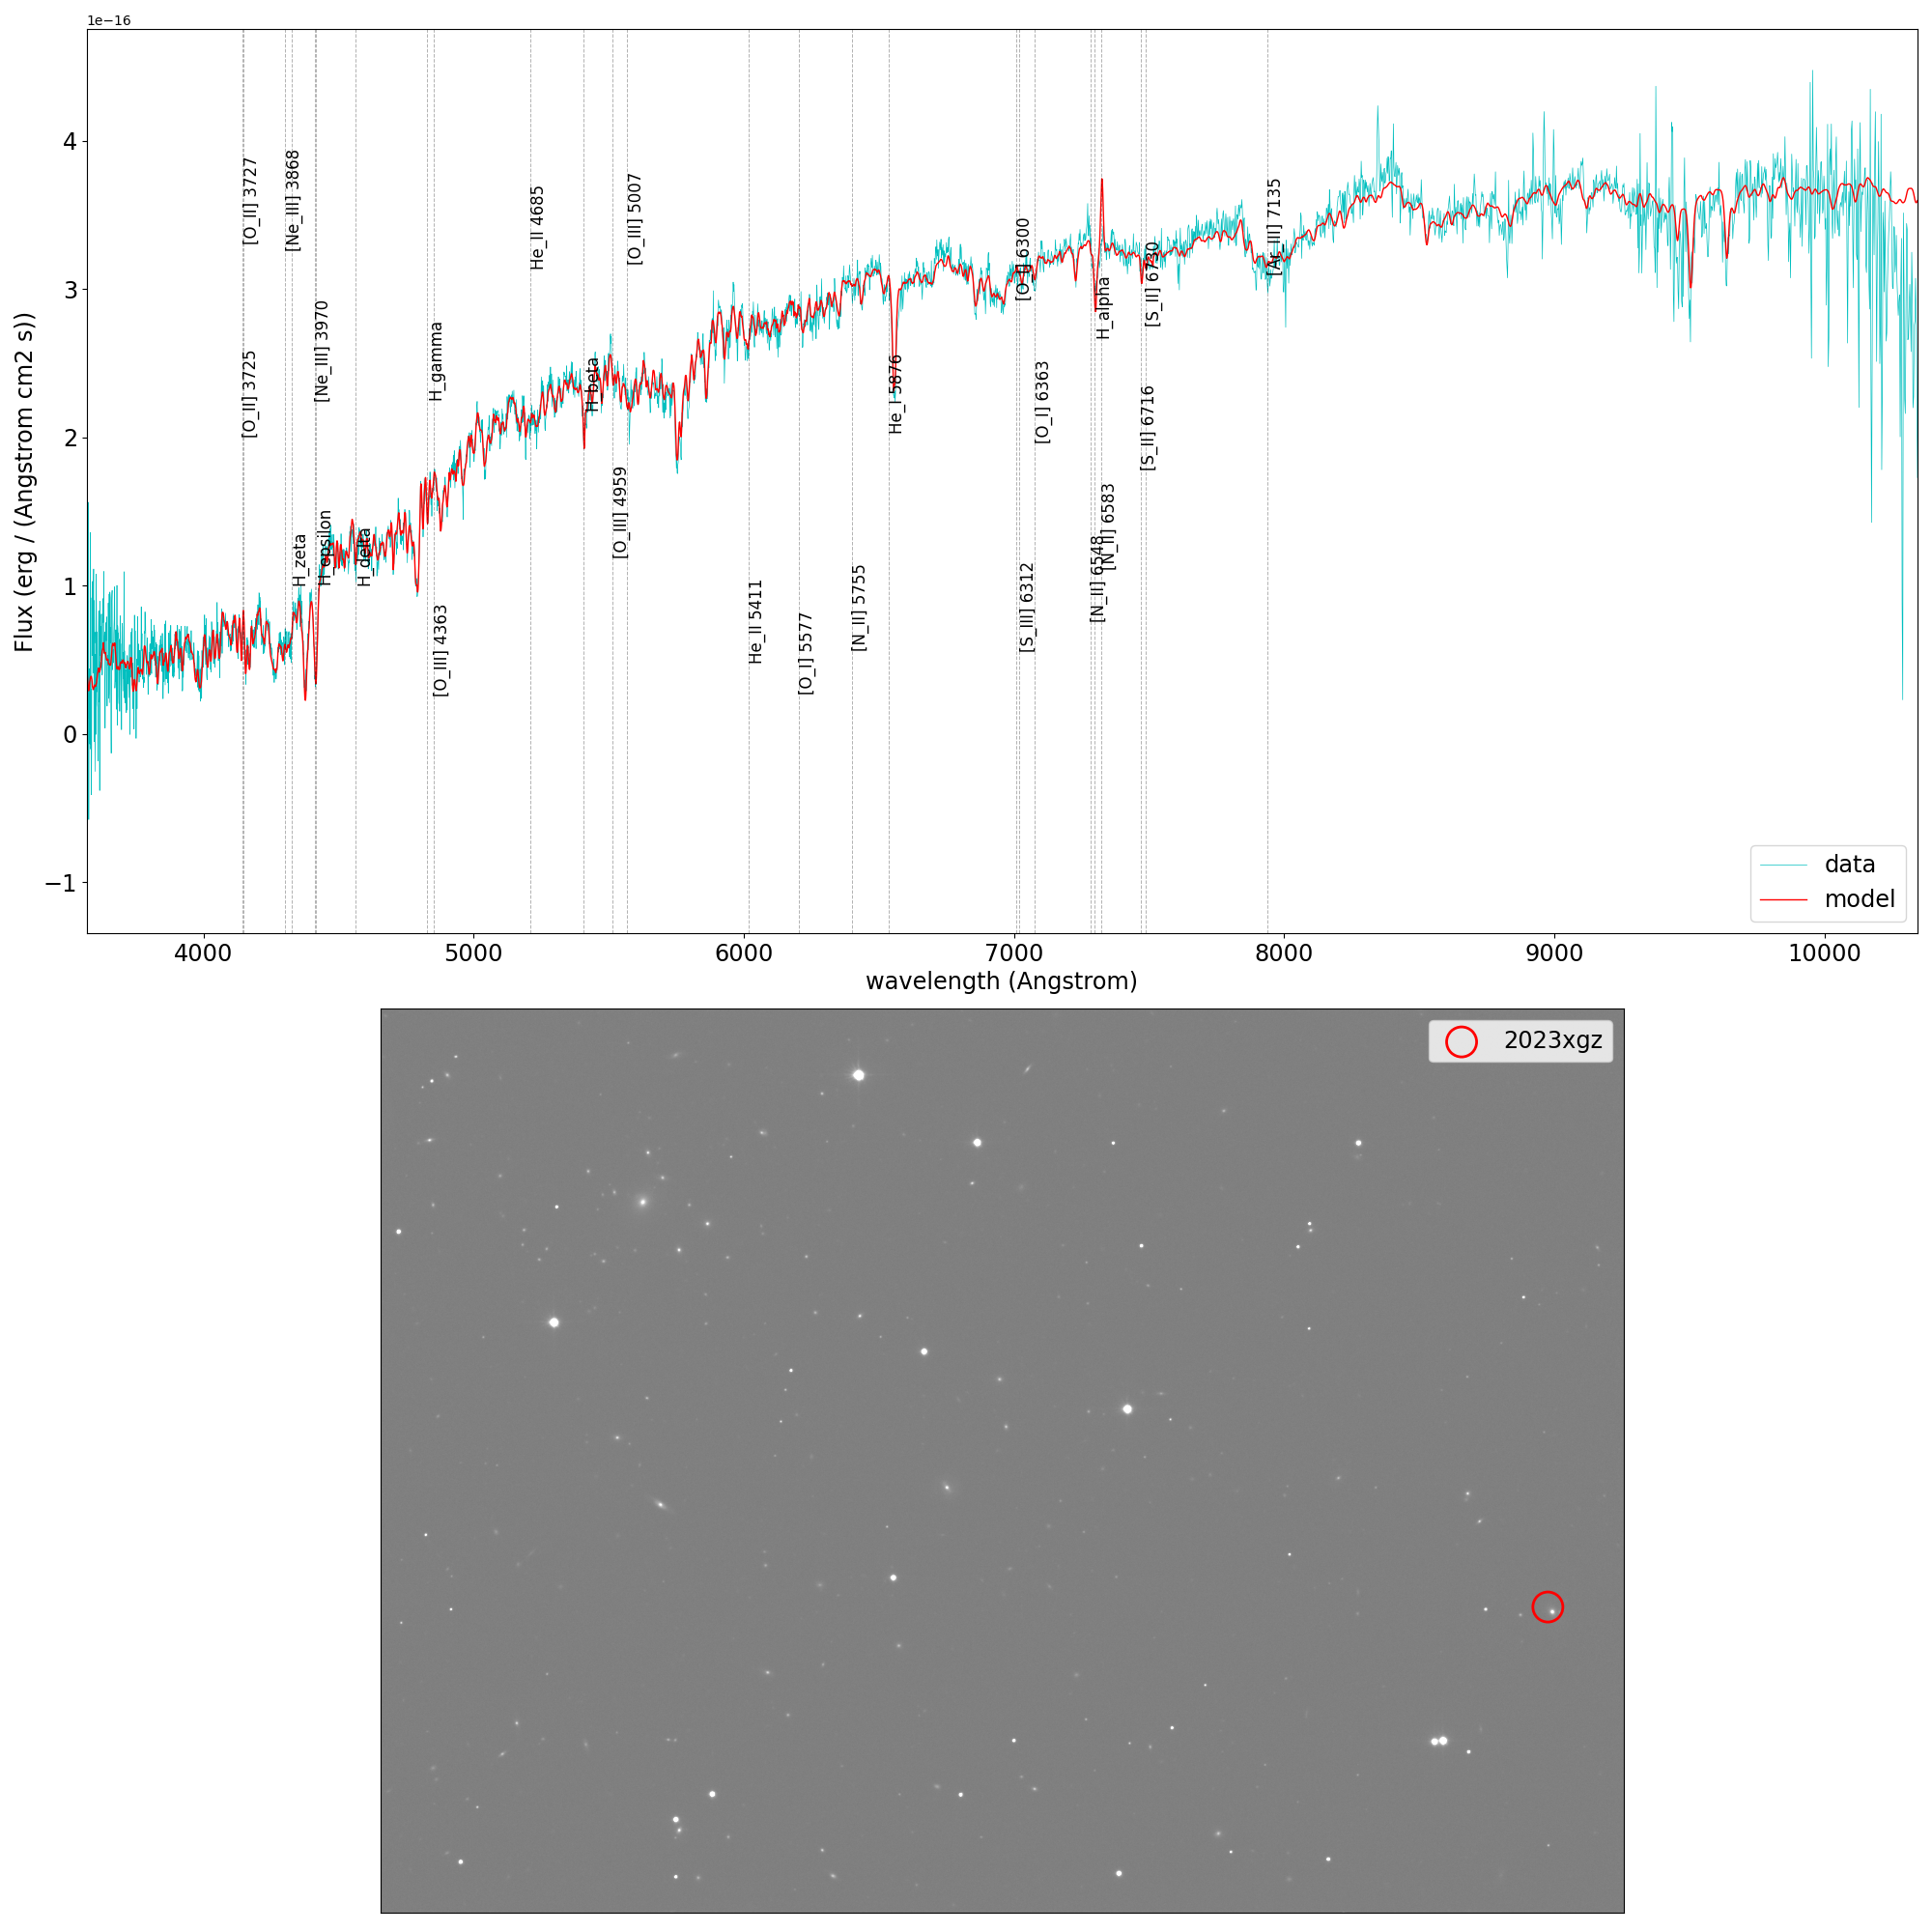 1e−16
Flux (erg / (Angstrom cm2 s))
4
3
2
1
0
−1
[O_II] 3727
[O_II] 3725
[Ne_III] 3868
H_zeta
[Ne_III] 3970
H_epsilon
H_delta
H_gamma
[O_III] 4363
He_II 4685
H_beta
[O_III] 4959
[O_III] 5007
He_II 5411
[O_I] 5577
[N_II] 5755
He_I 5876
[O_I] 6300
[S_III] 6312
[O_I] 6363
[N_II] 6548
H_alpha
[N_II] 6583
[S_II] 6716
[S_II] 6730
[Ar_III] 7135
data
model
4000 5000 6000 7000 8000 9000 10000
wavelength (Angstrom)
2023xgz